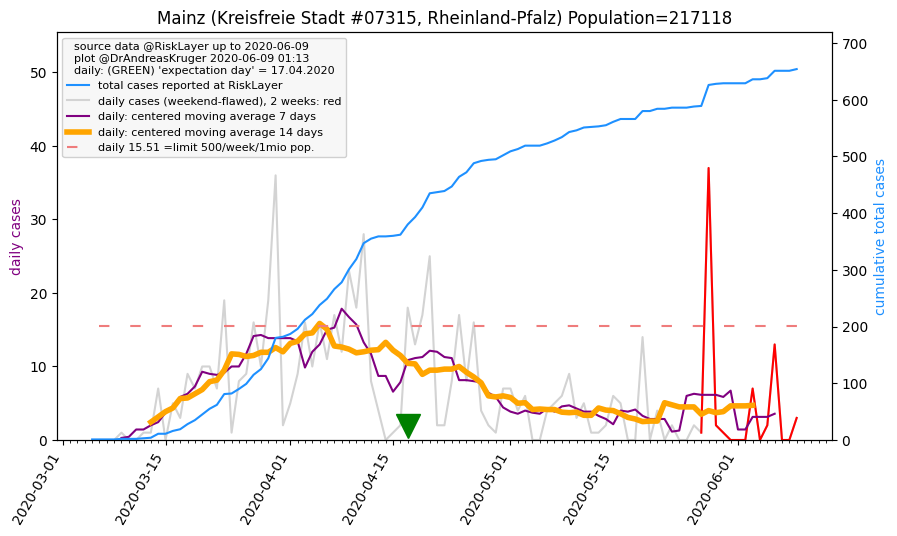 Mainz (Kreisfreie Stadt #07315, Rheinland-Pfalz) Population=217118
source data @RiskLayer up to 2020-06-09
plot @DrAndreasKruger 2020-06-09 01:13
daily: (GREEN) 'expectation day' = 17.04.2020
total cases reported at RiskLayer
daily cases (weekend-flawed), 2 weeks: red
daily: centered moving average 7 days
daily: centered moving average 14 days
daily 15.51 =limit 500/week/1mio pop.
daily cases
50
40
30
20
10
0
cumulative total cases
700
600
500
400
300
200
100
0
2020-03-01
2020-03-15
2020-04-01
2020-04-15
2020-05-01
2020-05-15
2020-06-01